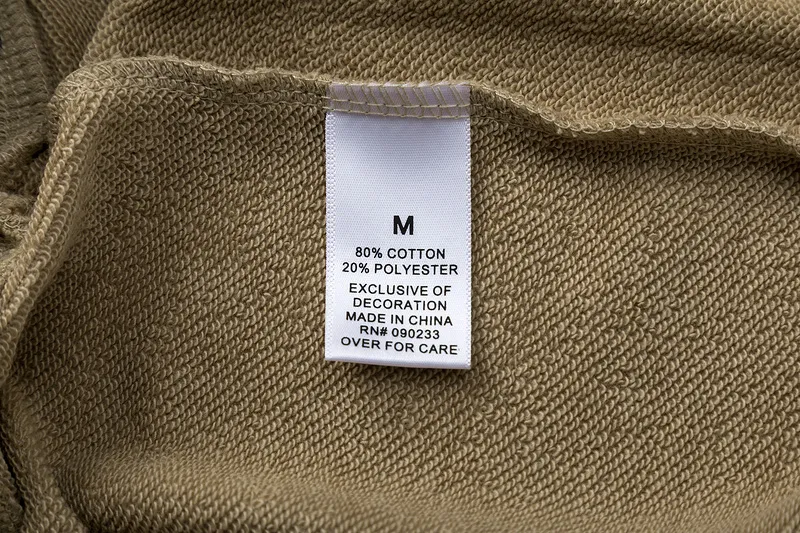 M
80% COTTON
20% POLYESTER
EXCLUSIVE OF
DECORATION
MADE IN CHINA
RN# 090233
OVER FOR CARE